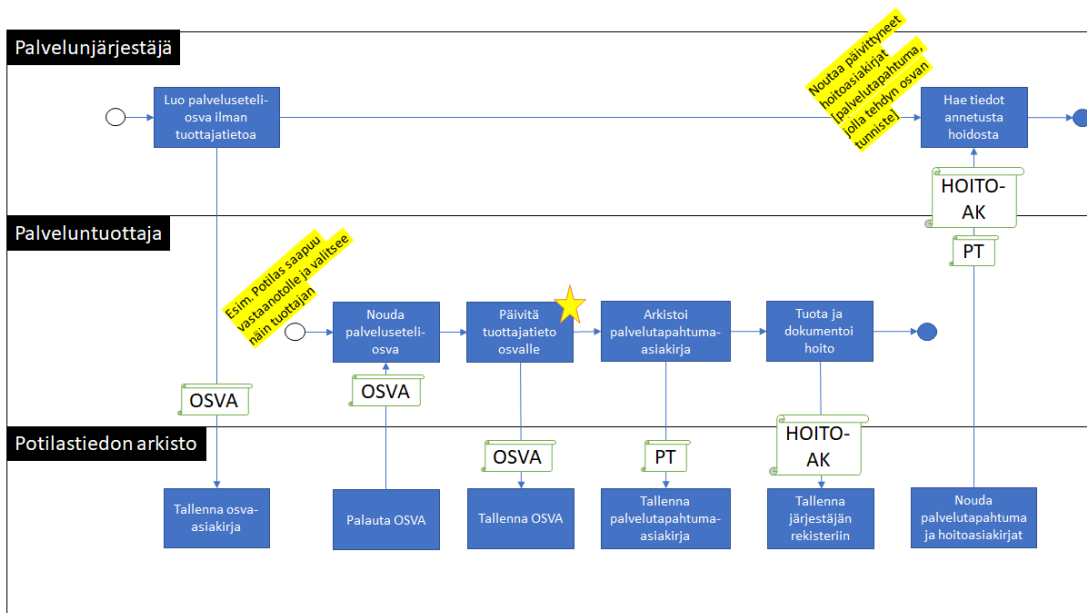 Palvelunjärjestäjä
Luo palveluseteli-
osva ilman
tuottajatietoa
Noutaa päivittyneet
hoitoasiakirjat
[palvelutapahtuma,
jolla tehdyn osvan
tunniste]
Hae tiedot
annetusta
hoidosta
HOITO-
AK
Palveluntuottaja
PT
Esim. Potilas saapuu
vastaanotolle ja valitsee
näin tuottajan
Nouda
palveluseteli-
osva
Päivitä
tuottajatieto
osvalle
Arkistoi
palvelutapahtuma-
asiakirja
Tuota ja
dokumentoi
hoito
OSVA
OSVA
Potilastiedon arkisto
OSVA
PT
HOITO-
AK
Tallenna osva-
asiakirja
Palauta OSVA
Tallenna OSVA
Tallenna
palvelutapahtuma-
asiakirja
Tallenna
järjestäjän
rekisteriin
Nouda
palvelutapahtuma
ja hoitoasiakirjat